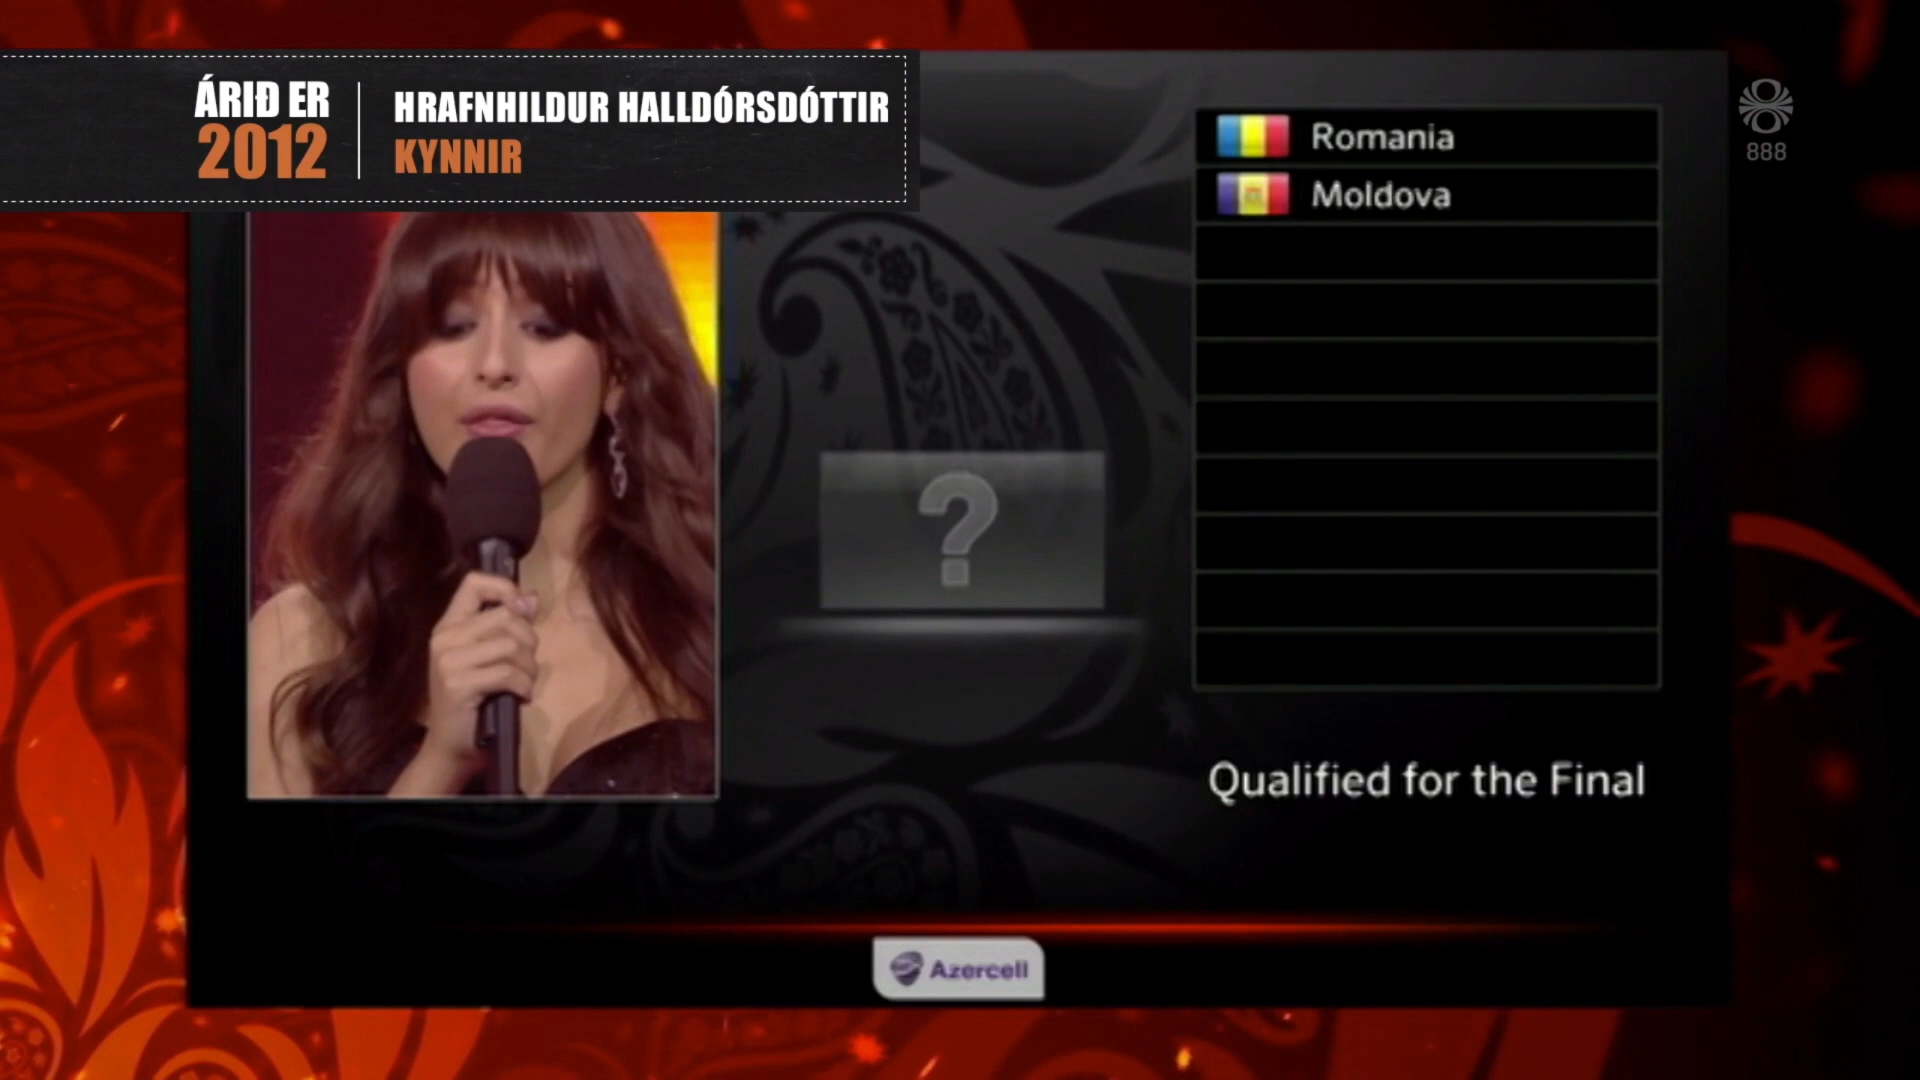 ÁRIÐ ER
2012
HRAFNHILDUR HALLDÓRSDÓTTIR
KYNNIR
888
Romania
Moldova
?
Qualified for the Final
Azercell